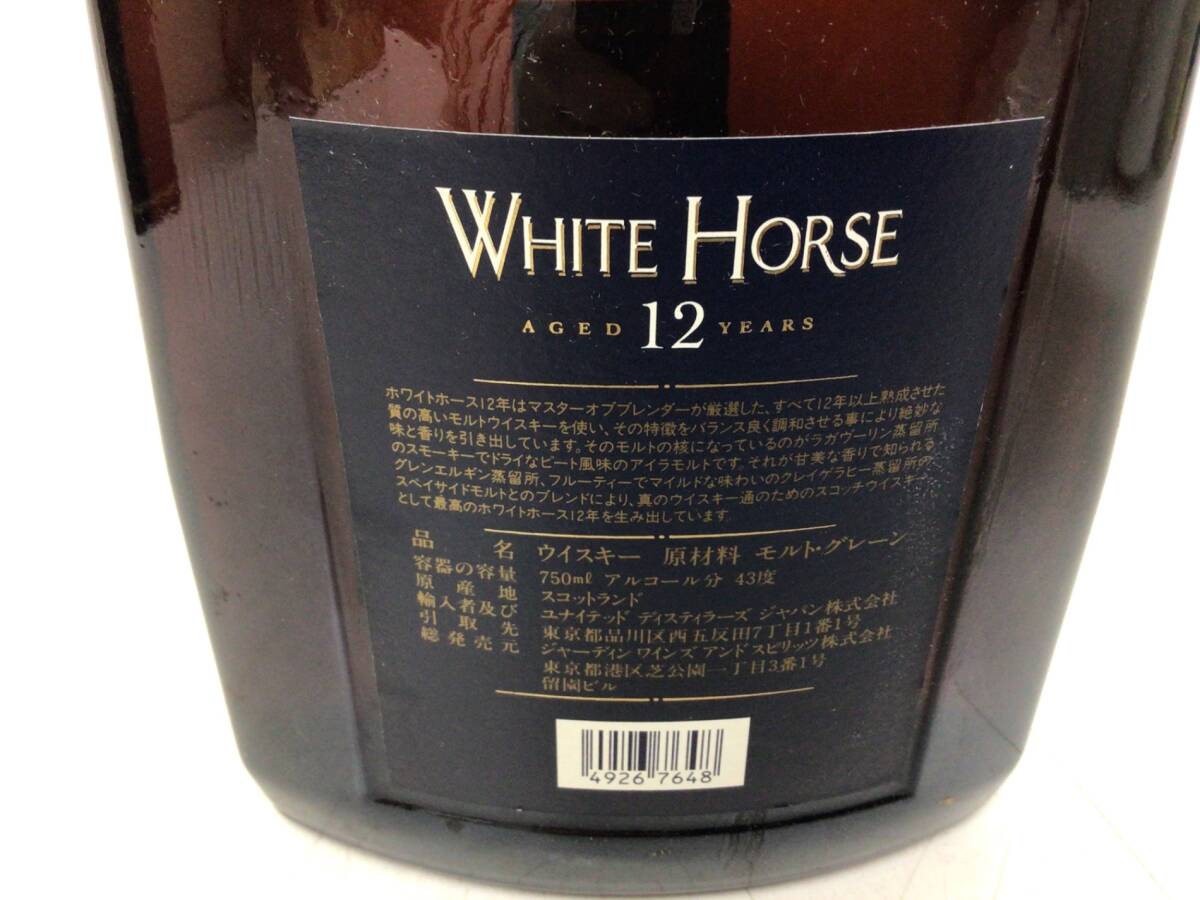 WHITE HORSE
AGED 12 YEARS
ホワイトホース12年はマスターオブブレンダーが厳選した、すべて12年以上熟成させた
質の高いモルトウイスキーを使い、その特徴をバランス良く調和させる事により絶妙な
味と香りを引き出しています。そのモルトの核になっているのがラガヴーリン蒸留所
のスモーキーでドライなピート風味のアイラモルトです。それが甘美な香りで知られる
グレンエルギン蒸留所、フルーティーでマイルドな味わいのクレイゲラヒー蒸留所の
スペイサイドモルトとのブレンドにより、真のウイスキー通のためのスコッチウイスキー
として最高のホワイトホース12年を生み出しています。
品名 ウイスキー 原材料 モルト・グレーン
容器の容量 750mℓ アルコール分 43度
原産地 スコットランド
輸入者及び ユナイテッド ディスティラーズ ジャパン株式会社
引取先 東京都品川区西五反田7丁目1番1号
総発売元 ジャーディン ワインズ アンド スピリッツ株式会社
東京都港区芝公園一丁目3番1号
留園ビル
4926 7648